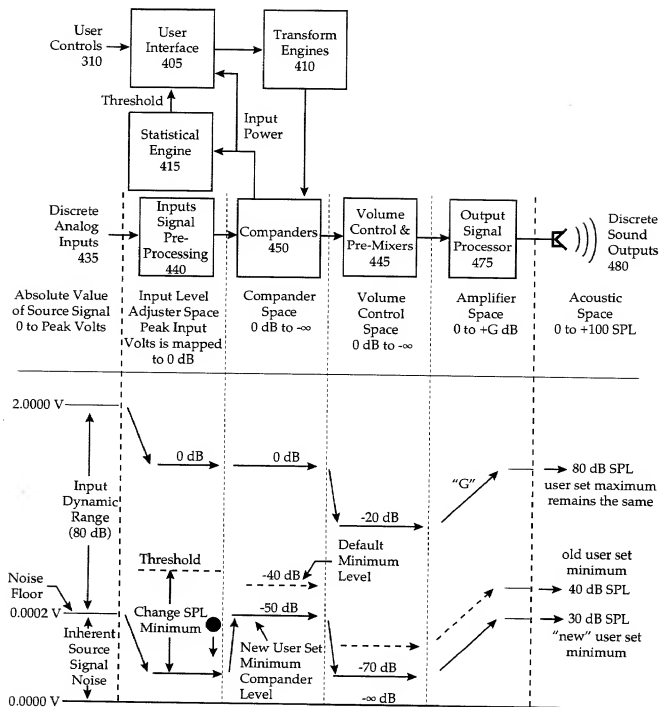 User
Controls
310
User
Interface
405
Transform
Engines
410
Threshold
Input
Power
Statistical
Engine
415
Discrete
Analog
Inputs
435
Inputs
Signal
Pre-
Processing
440
Companders
450
Volume
Control &
Pre-Mixers
445
Output
Signal
Processor
475
Discrete
Sound
Outputs
480
Absolute Value
of Source Signal
0 to Peak Volts
Input Level
Adjuster Space
Peak Input
Volts is mapped
to 0 dB
Compander
Space
0 dB to -∞
Volume
Control
Space
0 dB to -∞
Amplifier
Space
0 to +G dB
Acoustic
Space
0 to +100 SPL
2.0000 V
0 dB
0 dB
-20 dB
"G"
80 dB SPL
user set maximum
remains the same
Input
Dynamic
Range
(80 dB)
Threshold
-40 dB
Default
Minimum
Level
old user set
minimum
40 dB SPL
Noise
Floor
0.0002 V
Change SPL
Minimum
-50 dB
30 dB SPL
"new" user set
minimum
Inherent
Source
Signal
Noise
New User Set
Minimum
Compander
Level
-70 dB
-∞ dB
0.0000 V